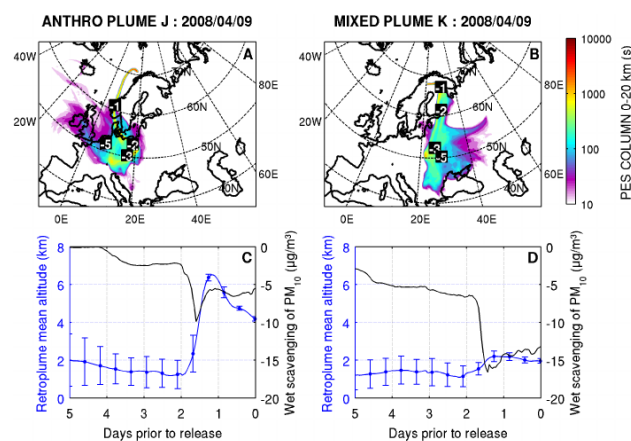 ANTHRO PLUME J : 2008/04/09
MIXED PLUME K : 2008/04/09
40W
A
80E
20W
60N
60E
50N
40N
0E
20E
40E
40W
B
80E
20W
60N
60E
50N
40N
0E
20E
40E
10000
1000
100
10
PES COLUMN 0-20 km (s)
C
Retroplume mean altitude (km)
8
6
4
2
0
0
-5
-10
-15
-20
Wet scavenging of PM10 (µg/m³)
5
4
3
2
1
0
Days prior to release
D
Retroplume mean altitude (km)
8
6
4
2
0
0
-5
-10
-15
-20
Wet scavenging of PM10 (µg/m³)
5
4
3
2
1
0
Days prior to release